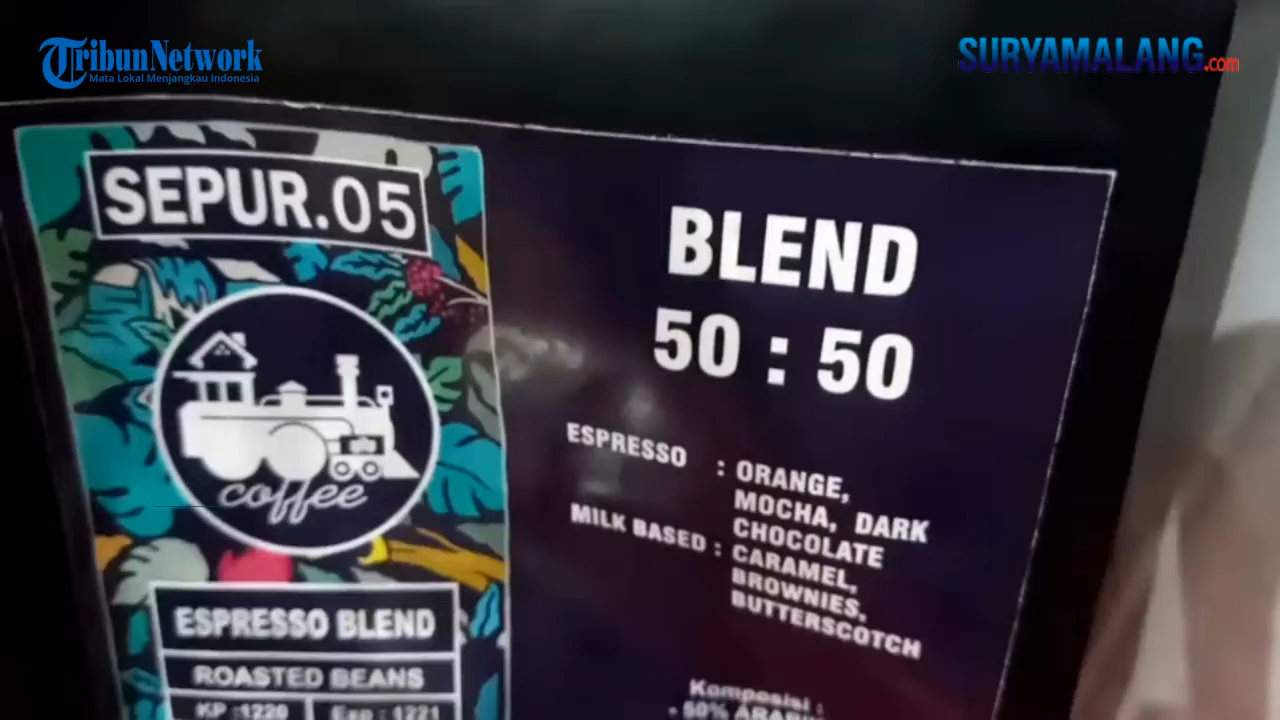 TribunNetwork
Mata Lokal Menjangkau Indonesia
SURYAMALANG.com
SEPUR.05
coffee
ESPRESSO BLEND
ROASTED BEANS
KP :1220 Exp : 1221
BLEND
50 : 50
ESPRESSO : ORANGE,
MOCHA, DARK
CHOCOLATE
MILK BASED : CARAMEL,
BROWNIES,
BUTTERSCOTCH
Komposisi :
- 50%